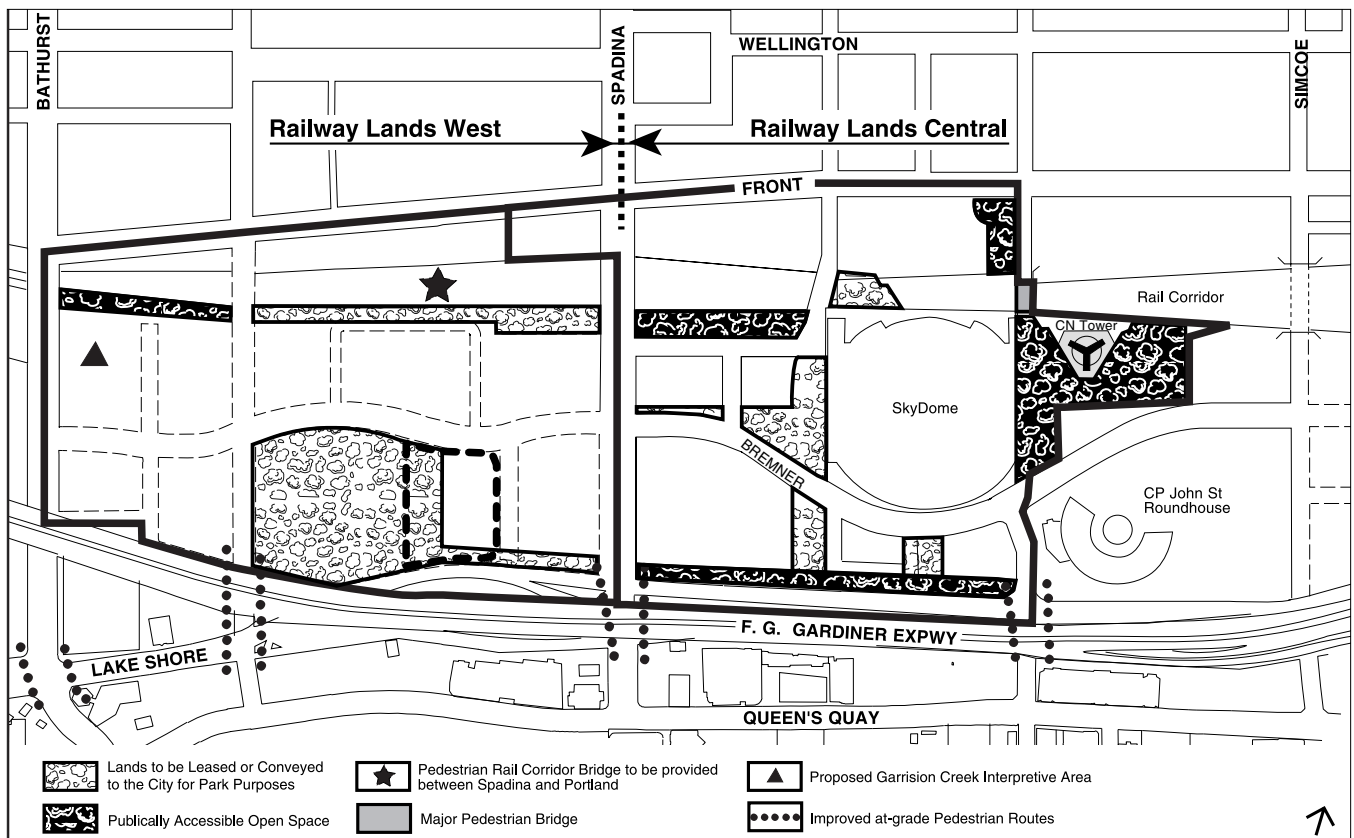 BATHURST
SPADINA
WELLINGTON
SIMCOE
Railway Lands West
Railway Lands Central
FRONT
Rail Corridor
CN Tower
SkyDome
BREMNER
CP John St
Roundhouse
F. G. GARDINER EXPWY
LAKE SHORE
QUEEN'S QUAY
Lands to be Leased or Conveyed
to the City for Park Purposes
Pedestrian Rail Corridor Bridge to be provided
between Spadina and Portland
Proposed Garrision Creek Interpretive Area
Publically Accessible Open Space
Major Pedestrian Bridge
Improved at-grade Pedestrian Routes